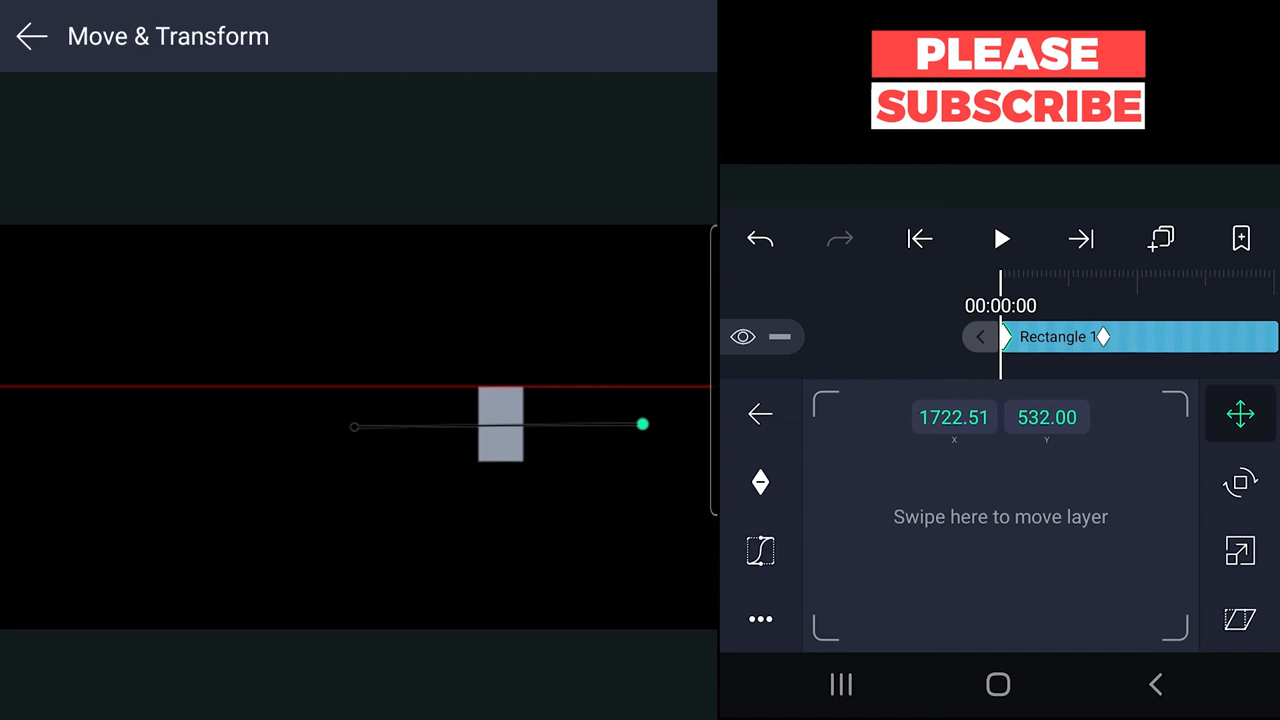 Move & Transform
PLEASE
SUBSCRIBE
00:00:00
Rectangle 1
1722.51 532.00
X Y
Swipe here to move layer